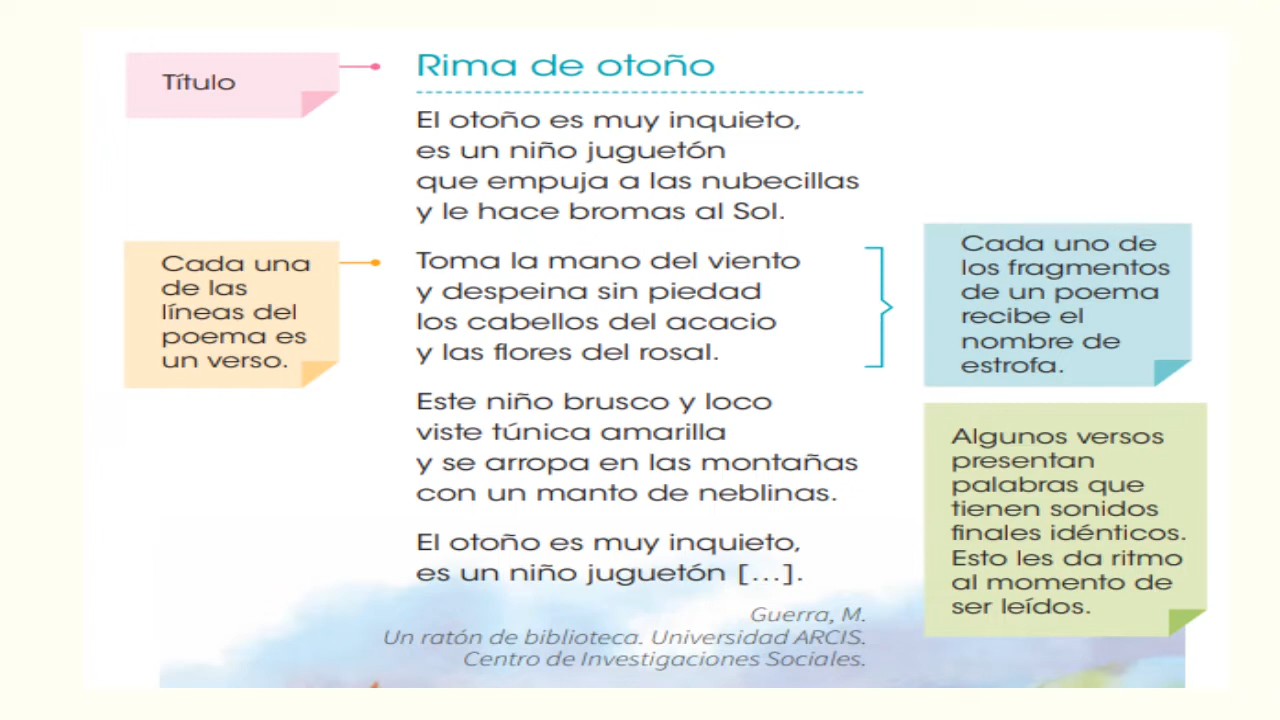 Título
Rima de otoño
El otoño es muy inquieto,
es un niño juguetón
que empuja a las nubecillas
y le hace bromas al Sol.
Cada una
de las
líneas del
poema es
un verso.
Toma la mano del viento
y despeina sin piedad
los cabellos del acacio
y las flores del rosal.
Cada uno de
los fragmentos
de un poema
recibe el
nombre de
estrofa.
Este niño brusco y loco
viste túnica amarilla
y se arropa en las montañas
con un manto de neblinas.
El otoño es muy inquieto,
es un niño juguetón [...].
Algunos versos
presentan
palabras que
tienen sonidos
finales idénticos.
Esto les da ritmo
al momento de
ser leídos.
Guerra, M.
Un ratón de biblioteca. Universidad ARCIS.
Centro de Investigaciones Sociales.